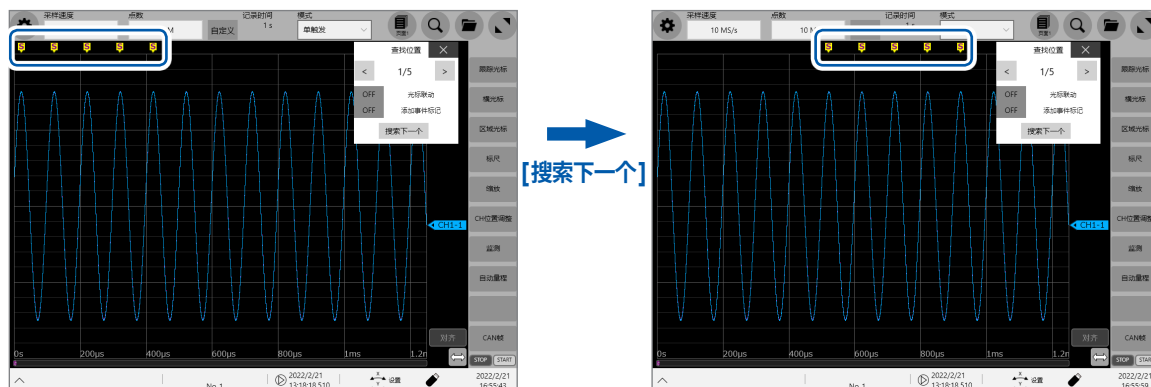 采样速度 点数 记录时间 模式
M 自定义 1 s 单触发
S S S S S
查找位置 ×
< 1/5 >
OFF 光标联动
OFF 添加事件标记
搜索下一个
跟踪光标
横光标
区域光标
标尺
缩放
CH位置调整
监测
自动量程
CH1-1
对齐 CAN帧
0s 200μs 400μs 600μs 800μs 1ms 1.2m
STOP START
No.1 2022/2/21 13:18:18.510 设置 2022/2/21 16:55:43
[搜索下一个]
采样速度 点数 记录时间 模式
10 MS/s 10 M
S S S S S
查找位置 ×
< 1/5 >
OFF 光标联动
OFF 添加事件标记
搜索下一个
跟踪光标
横光标
区域光标
标尺
缩放
CH位置调整
监测
自动量程
CH1-1
对齐 CAN帧
0s 200μs 400μs 600μs 800μs 1ms 1.2m
STOP START
No.1 2022/2/21 13:18:18.510 设置 2022/2/21 16:55:59